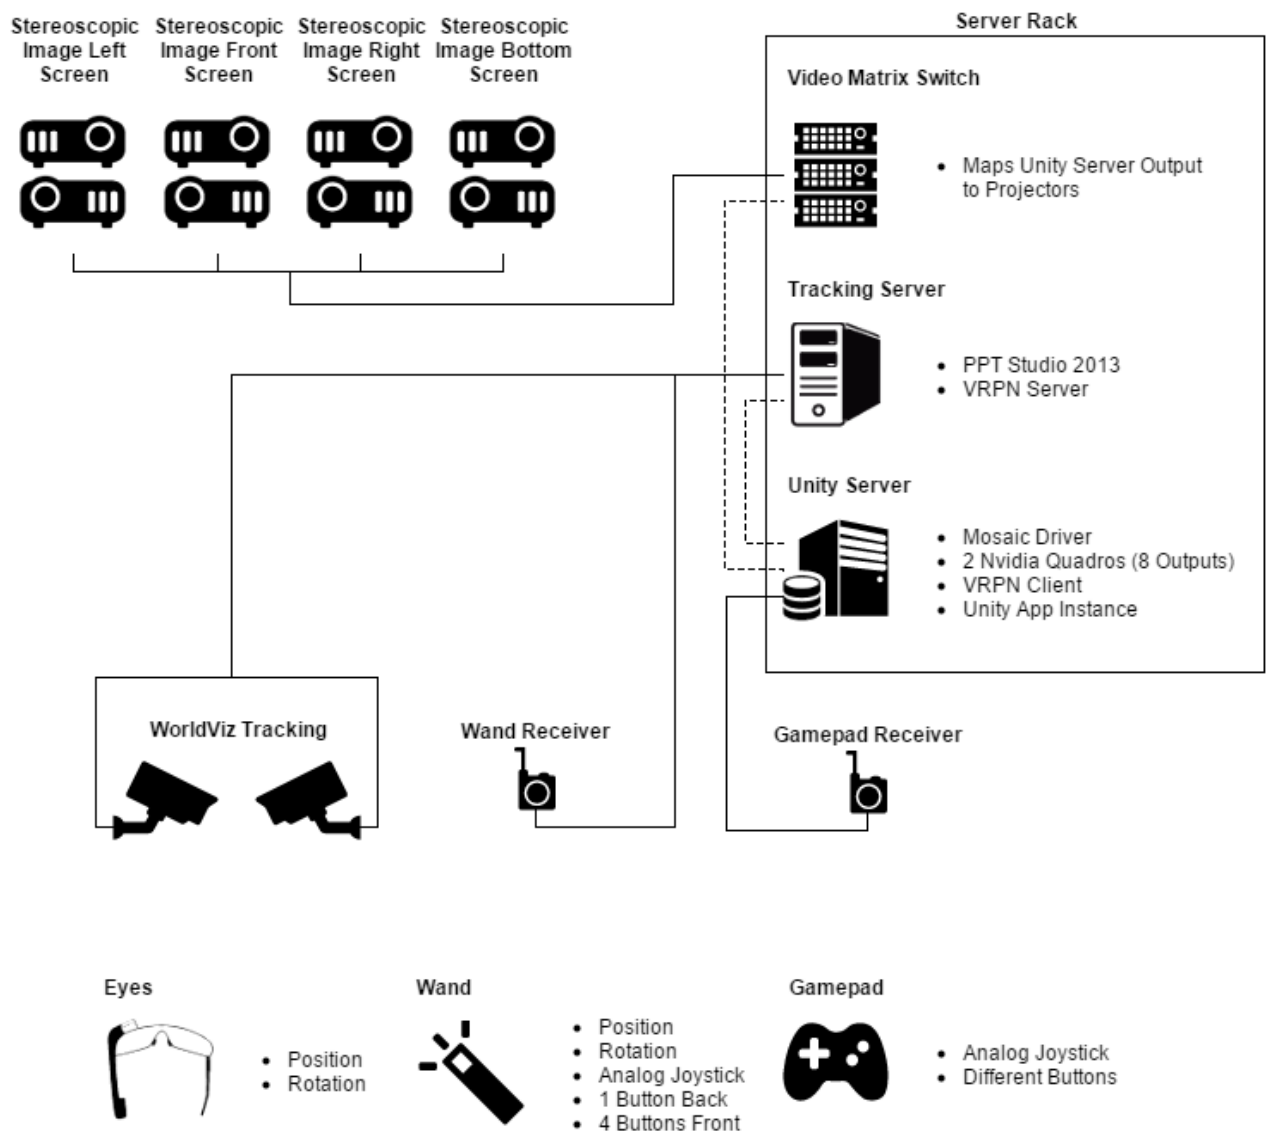 Stereoscopic
Image Left
Screen
Stereoscopic
Image Front
Screen
Stereoscopic
Image Right
Screen
Stereoscopic
Image Bottom
Screen
Server Rack
Video Matrix Switch
• Maps Unity Server Output
to Projectors
Tracking Server
• PPT Studio 2013
• VRPN Server
Unity Server
• Mosaic Driver
• 2 Nvidia Quadros (8 Outputs)
• VRPN Client
• Unity App Instance
WorldViz Tracking
Wand Receiver
Gamepad Receiver
Eyes
• Position
• Rotation
Wand
• Position
• Rotation
• Analog Joystick
• 1 Button Back
• 4 Buttons Front
Gamepad
• Analog Joystick
• Different Buttons